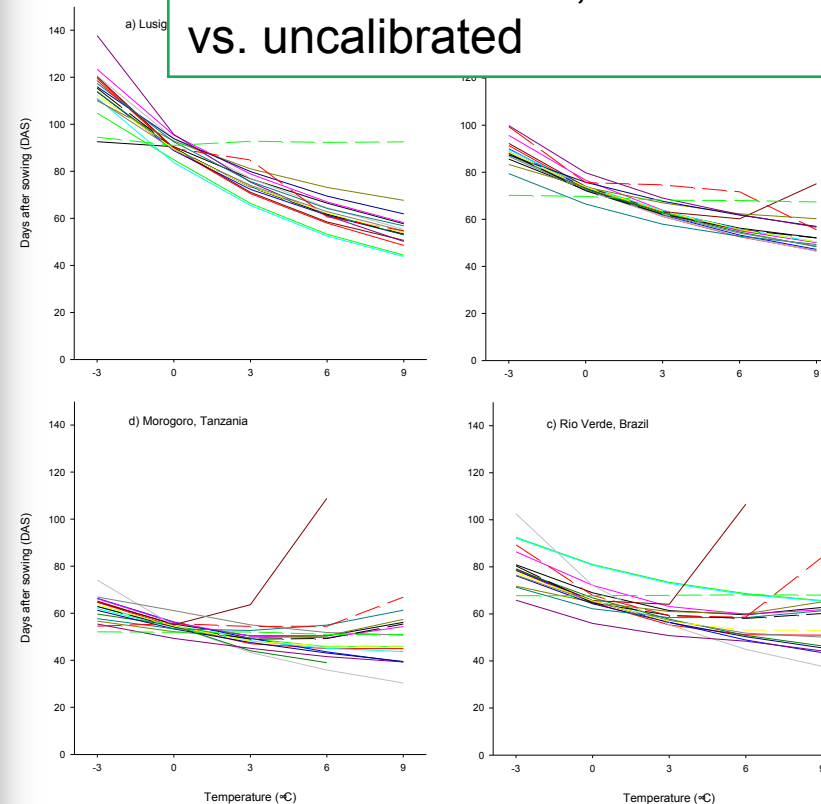 vs. uncalibrated
a) Lusig
140
120
100
80
60
40
20
0
Days after sowing (DAS)
-3 0 3 6 9
120
100
80
60
40
20
0
-3 0 3 6 9
d) Morogoro, Tanzania
140
120
100
80
60
40
20
0
Days after sowing (DAS)
-3 0 3 6 9
Temperature (°C)
c) Rio Verde, Brazil
140
120
100
80
60
40
20
0
-3 0 3 6 9
Temperature (°C)